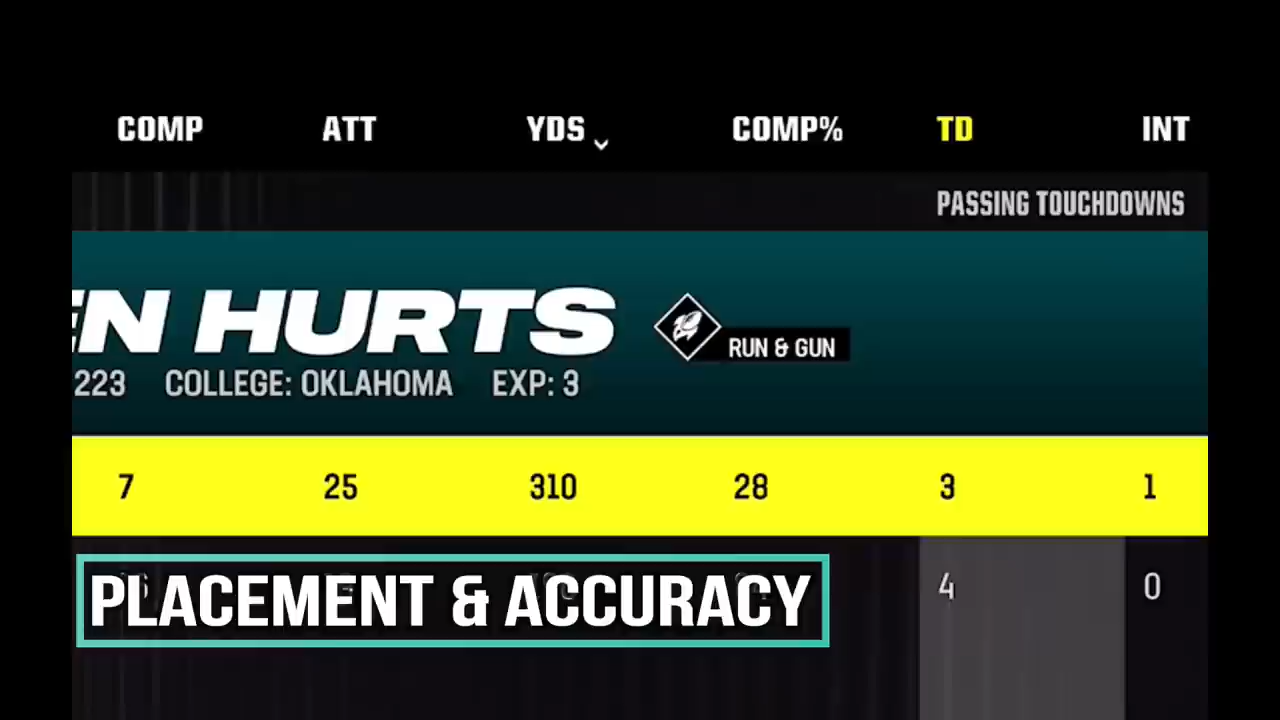 COMP ATT YDS COMP% TD INT
PASSING TOUCHDOWNS
EN HURTS
RUN & GUN
223 COLLEGE: OKLAHOMA EXP: 3
7 25 310 28 3 1
4 0
PLACEMENT & ACCURACY